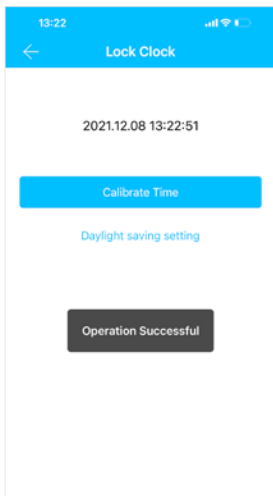 13:22
Lock Clock
2021.12.08 13:22:51
Calibrate Time
Daylight saving setting
Operation Successful